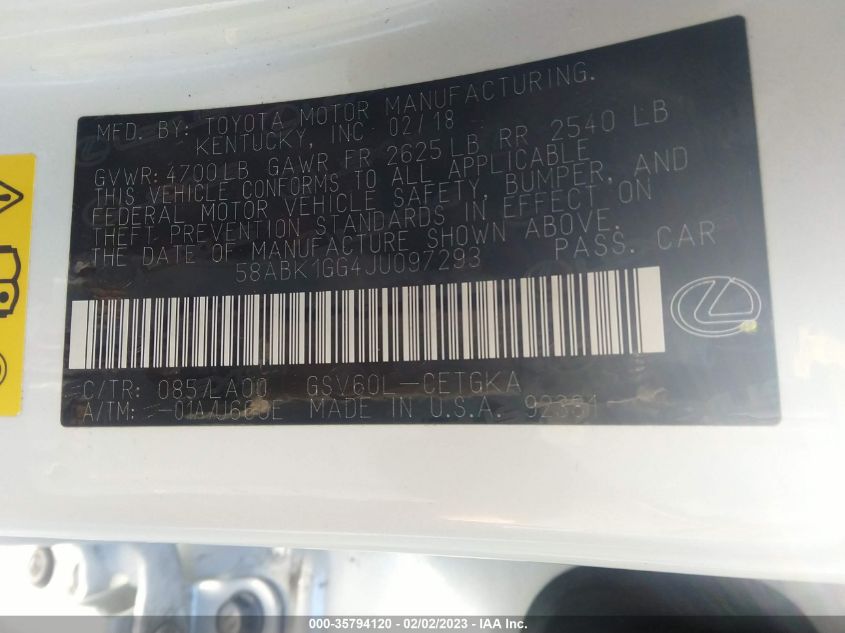 MFD. BY: TOYOTA MOTOR MANUFACTURING.
KENTUCKY, INC 02/18
GVWR: 4700LB GAWR FR 2625LB RR 2540 LB
THIS VEHICLE CONFORMS TO ALL APPLICABLE
FEDERAL MOTOR VEHICLE SAFETY, BUMPER, AND
THEFT PREVENTION STANDARDS IN EFFECT ON
THE DATE OF MANUFACTURE SHOWN ABOVE.
58ABK1GG4JU097293 PASS. CAR
C/TR: 085/LA00 GSV60L-CETGKA
A/TM: MADE IN U.S.A.
000-35794120 - 02/02/2023 - IAA Inc.